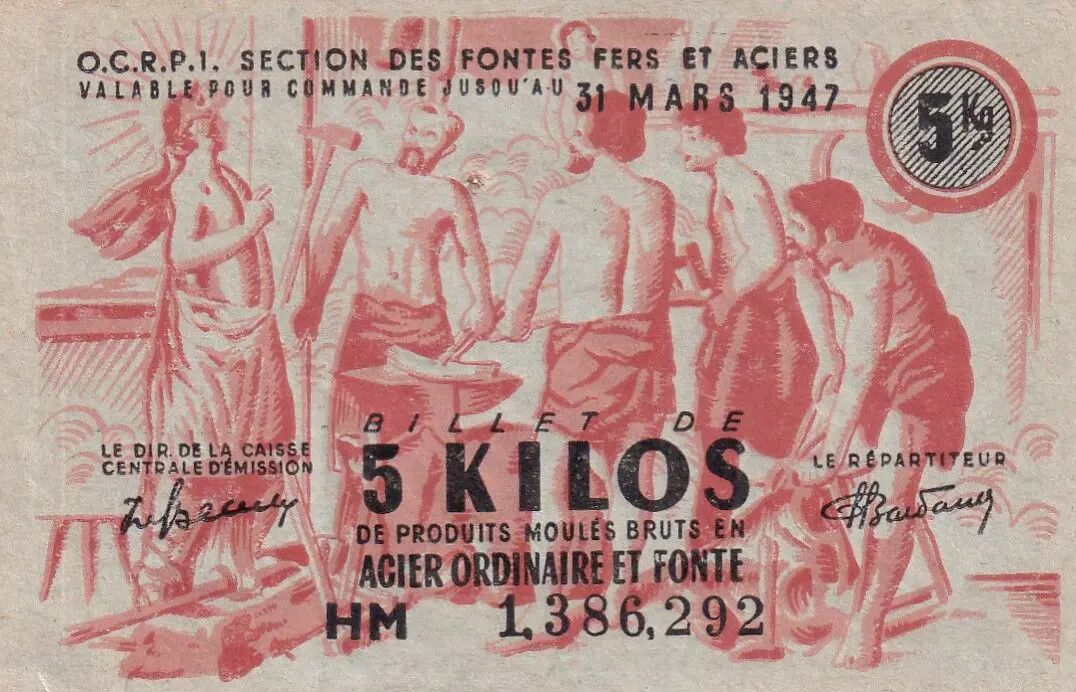 O.C.R.P.I. SECTION DES FONTES FERS ET ACIERS
VALABLE POUR COMMANDE JUSQU'AU 31 MARS 1947
5 Kg
BILLET DE
5 KILOS
DE PRODUITS MOULÉS BRUTS EN
ACIER ORDINAIRE ET FONTE
HM 1,386,292
LE DIR. DE LA CAISSE
CENTRALE D'ÉMISSION
LE RÉPARTITEUR